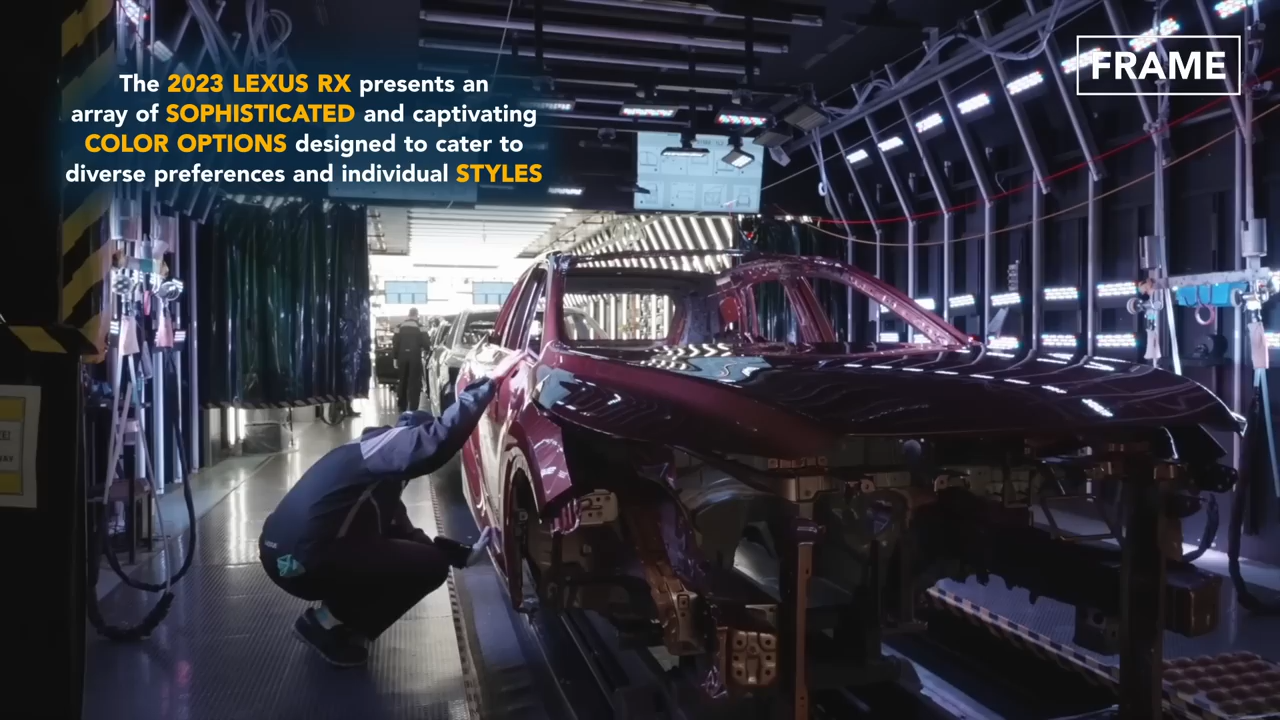 The 2023 LEXUS RX presents an
array of SOPHISTICATED and captivating
COLOR OPTIONS designed to cater to
diverse preferences and individual STYLES
FRAME